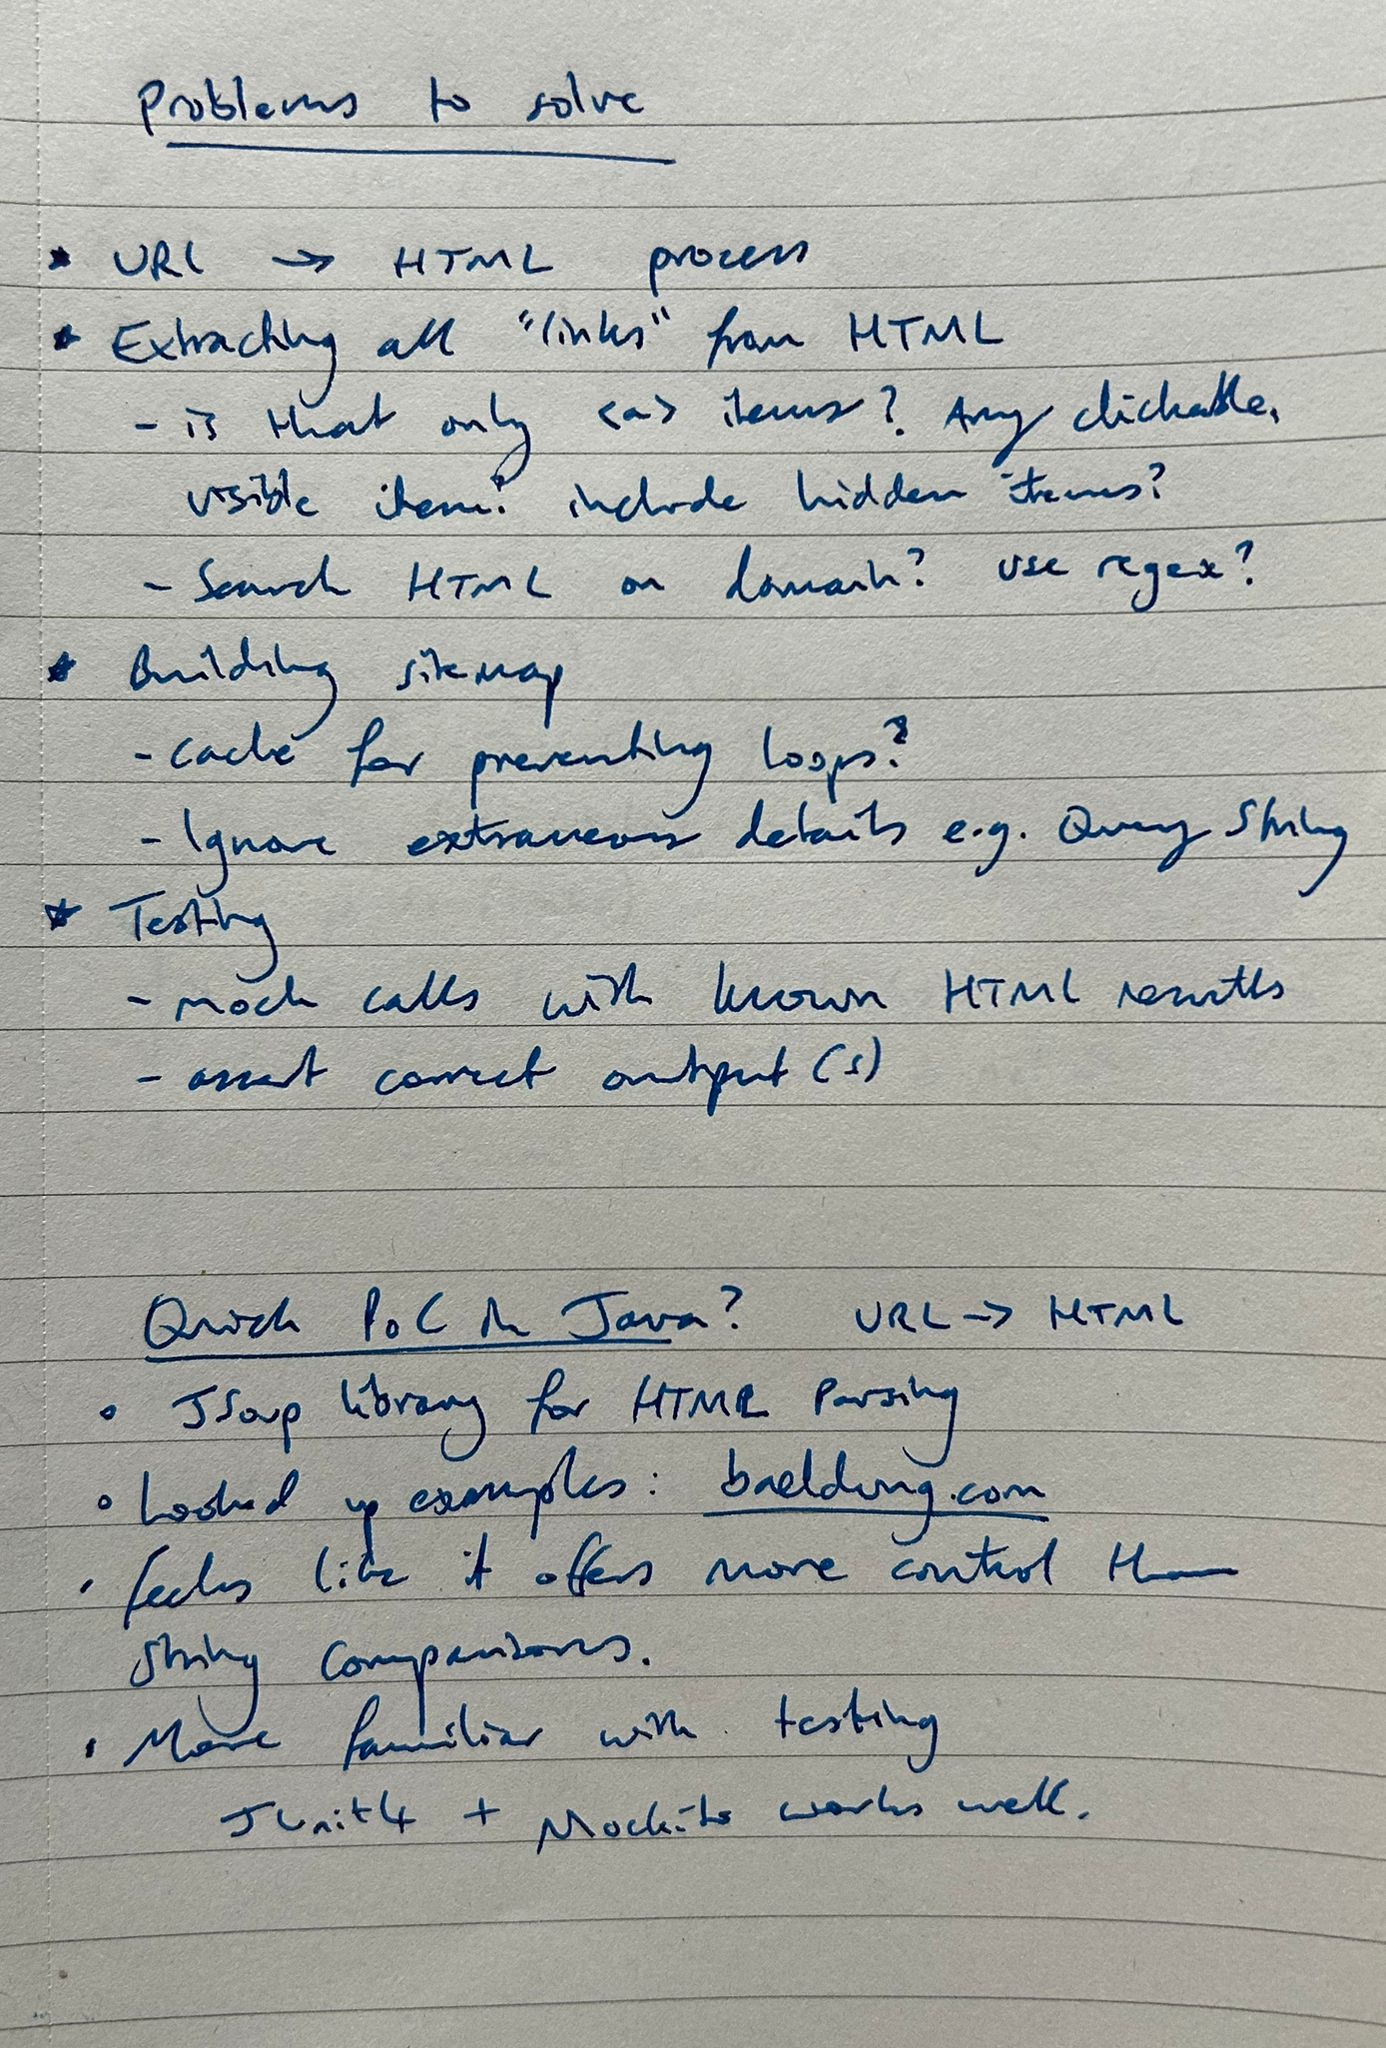 Problems to solve
* URL → HTML process
* Extracting all "links" from HTML
- is that only <a> items? Any clickable,
visible item? include hidden items?
- Search HTML on domain? use regex?
* Building sitemap
- cache for preventing loops?
- Ignore extraneous details e.g. Query String
* Testing
- mock calls with known HTML results
- assert correct output(s)
Quick PoC in Java? URL → HTML
• JSoup library for HTML Parsing
• Looked up examples: baeldung.com
• feels like it offers more control than
String comparisons.
• More familiar with testing
JUnit4 + Mockito works well.